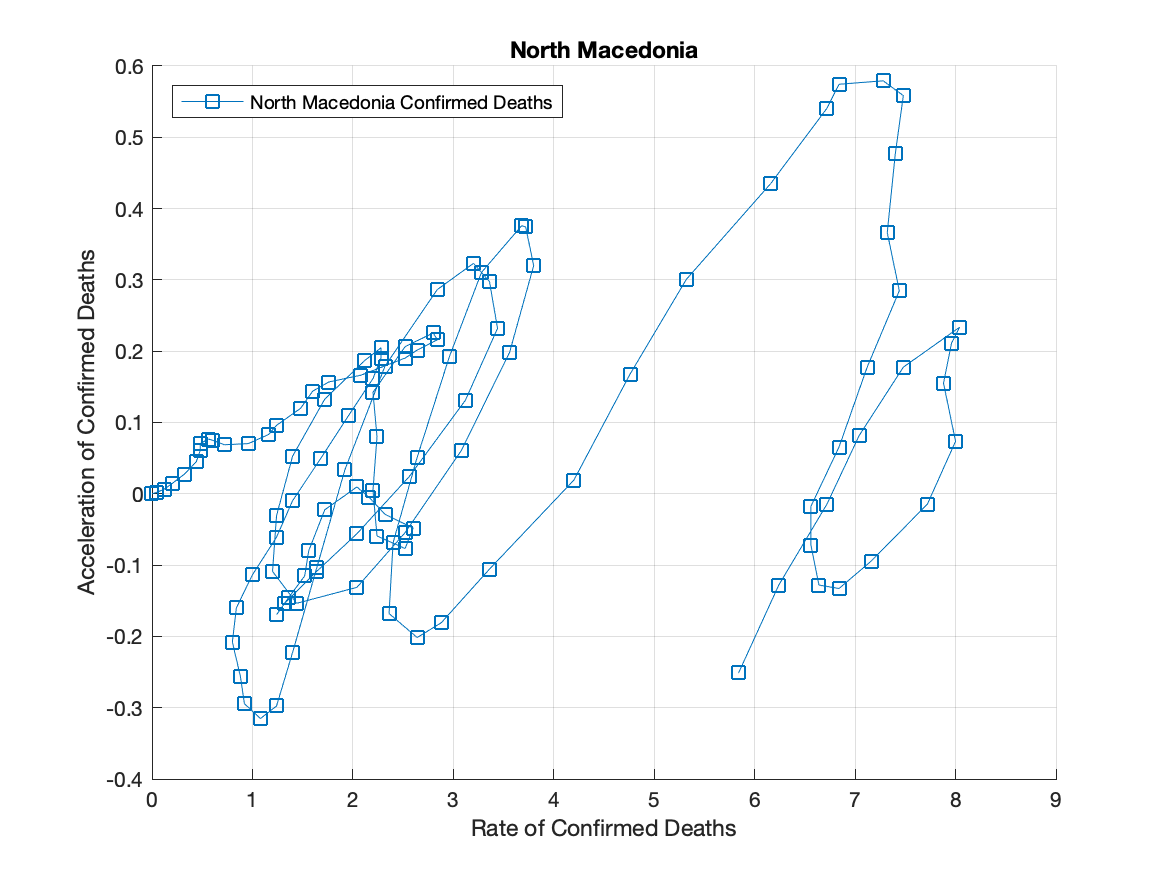 North Macedonia
North Macedonia Confirmed Deaths
0.6
0.5
0.4
0.3
0.2
0.1
0
-0.1
-0.2
-0.3
-0.4
Acceleration of Confirmed Deaths
0 1 2 3 4 5 6 7 8 9
Rate of Confirmed Deaths